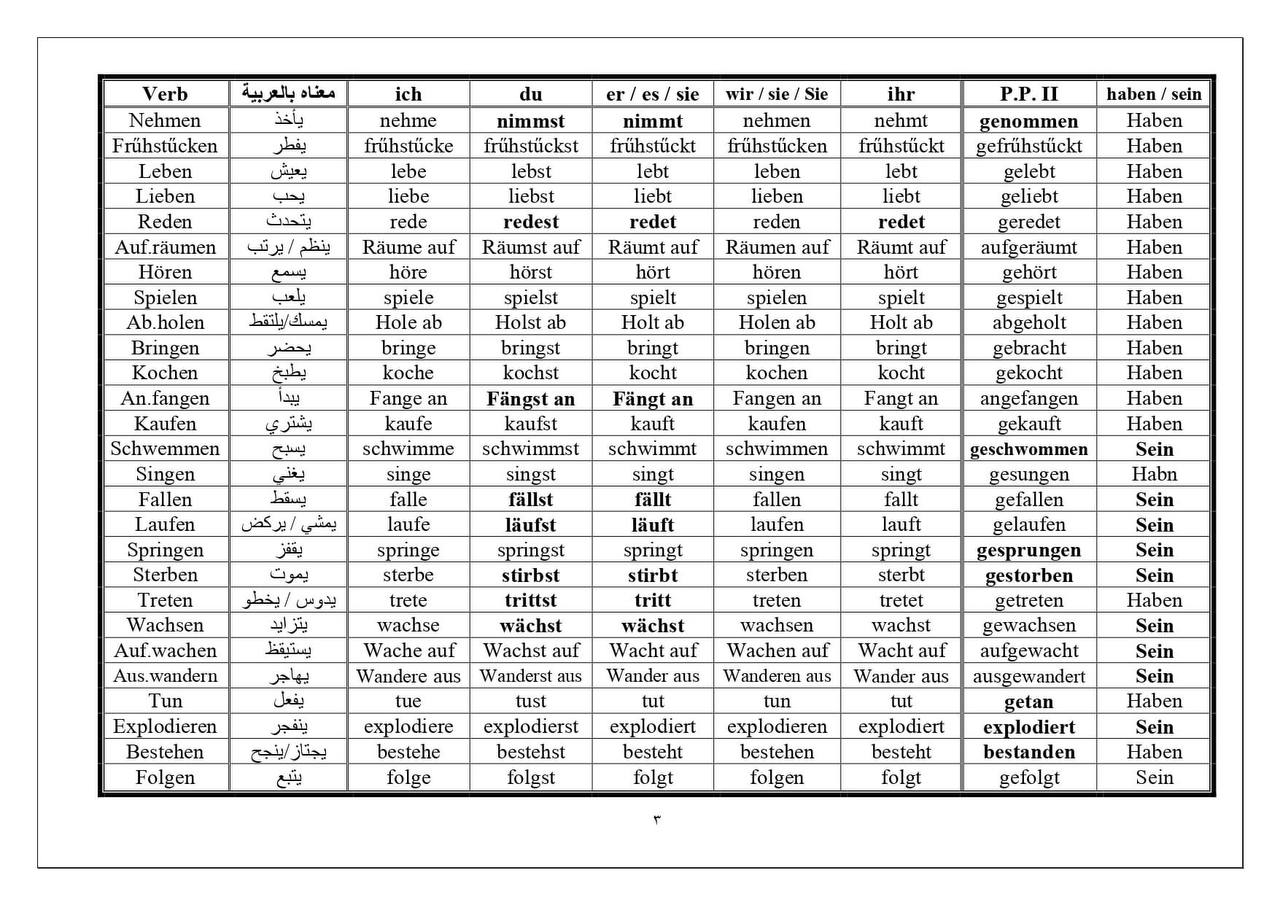 Verb معناه بالعربية ich du er / es / sie wir / sie / Sie ihr P.P. II haben / sein
Nehmen يأخذ nehme nimmst nimmt nehmen nehmt genommen Haben
Frűhstűcken يفطر frűhstűcke frűhstűckst frűhstűckt frűhstűcken frűhstűckt gefrűhstűckt Haben
Leben يعيش lebe lebst lebt leben lebt gelebt Haben
Lieben يحب liebe liebst liebt lieben liebt geliebt Haben
Reden يتحدث rede redest redet reden redet geredet Haben
Auf.räumen ينظم / يرتب Räume auf Räumst auf Räumt auf Räumen auf Räumt auf aufgeräumt Haben
Hören يسمع höre hörst hört hören hört gehört Haben
Spielen يلعب spiele spielst spielt spielen spielt gespielt Haben
Ab.holen يمسك/يلتقط Hole ab Holst ab Holt ab Holen ab Holt ab abgeholt Haben
Bringen يحضر bringe bringst bringt bringen bringt gebracht Haben
Kochen يطبخ koche kochst kocht kochen kocht gekocht Haben
An.fangen يبدأ Fange an Fängst an Fängt an Fangen an Fangt an angefangen Haben
Kaufen يشتري kaufe kaufst kauft kaufen kauft gekauft Haben
Schwemmen يسبح schwimme schwimmst schwimmt schwimmen schwimmt geschwommen Sein
Singen يغني singe singst singt singen singt gesungen Habn
Fallen يسقط falle fällst fällt fallen fallt gefallen Sein
Laufen يمشي / يركض laufe läufst läuft laufen lauft gelaufen Sein
Springen يقفز springe springst springt springen springt gesprungen Sein
Sterben يموت sterbe stirbst stirbt sterben sterbt gestorben Sein
Treten يدوس / يخطو trete trittst tritt treten tretet getreten Haben
Wachsen يتزايد wachse wächst wächst wachsen wachst gewachsen Sein
Auf.wachen يستيقظ Wache auf Wachst auf Wacht auf Wachen auf Wacht auf aufgewacht Sein
Aus.wandern يهاجر Wandere aus Wanderst aus Wander aus Wanderen aus Wander aus ausgewandert Sein
Tun يفعل tue tust tut tun tut getan Haben
Explodieren ينفجر explodiere explodierst explodiert explodieren explodiert explodiert Sein
Bestehen يجتاز/ينجح bestehe bestehst besteht bestehen besteht bestanden Haben
Folgen يتبع folge folgst folgt folgen folgt gefolgt Sein
٣